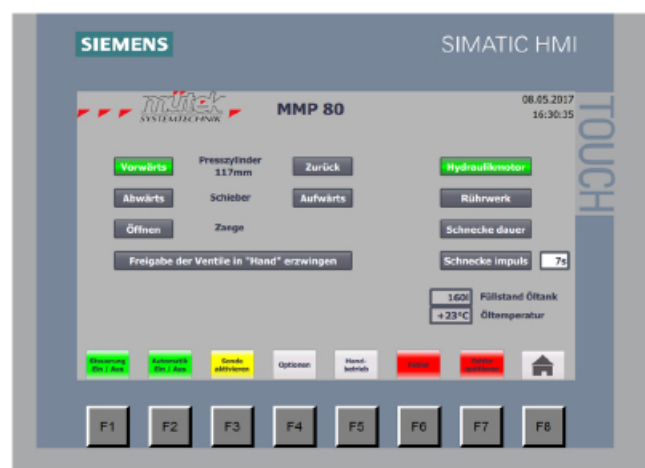 SIEMENS
SIMATIC HMI
TOUCH
mütek
SYSTEMTECHNIK
MMP 80
08.05.2017
16:30:35
Vorwärts
Presszylinder
117mm
Zurück
Hydraulikmotor
Abwärts
Schieber
Aufwärts
Rührwerk
Öffnen
Zange
Schnecke dauer
Freigabe der Ventile in "Hand" erzwingen
Schnecke impuls
7s
160l
Füllstand Öltank
+23°C
Öltemperatur
Steuerung
Ein / Aus
Automatik
Ein / Aus
Sonde
aktivieren
Optionen
Hand-
betrieb
F1
F2
F3
F4
F5
F6
F7
F8